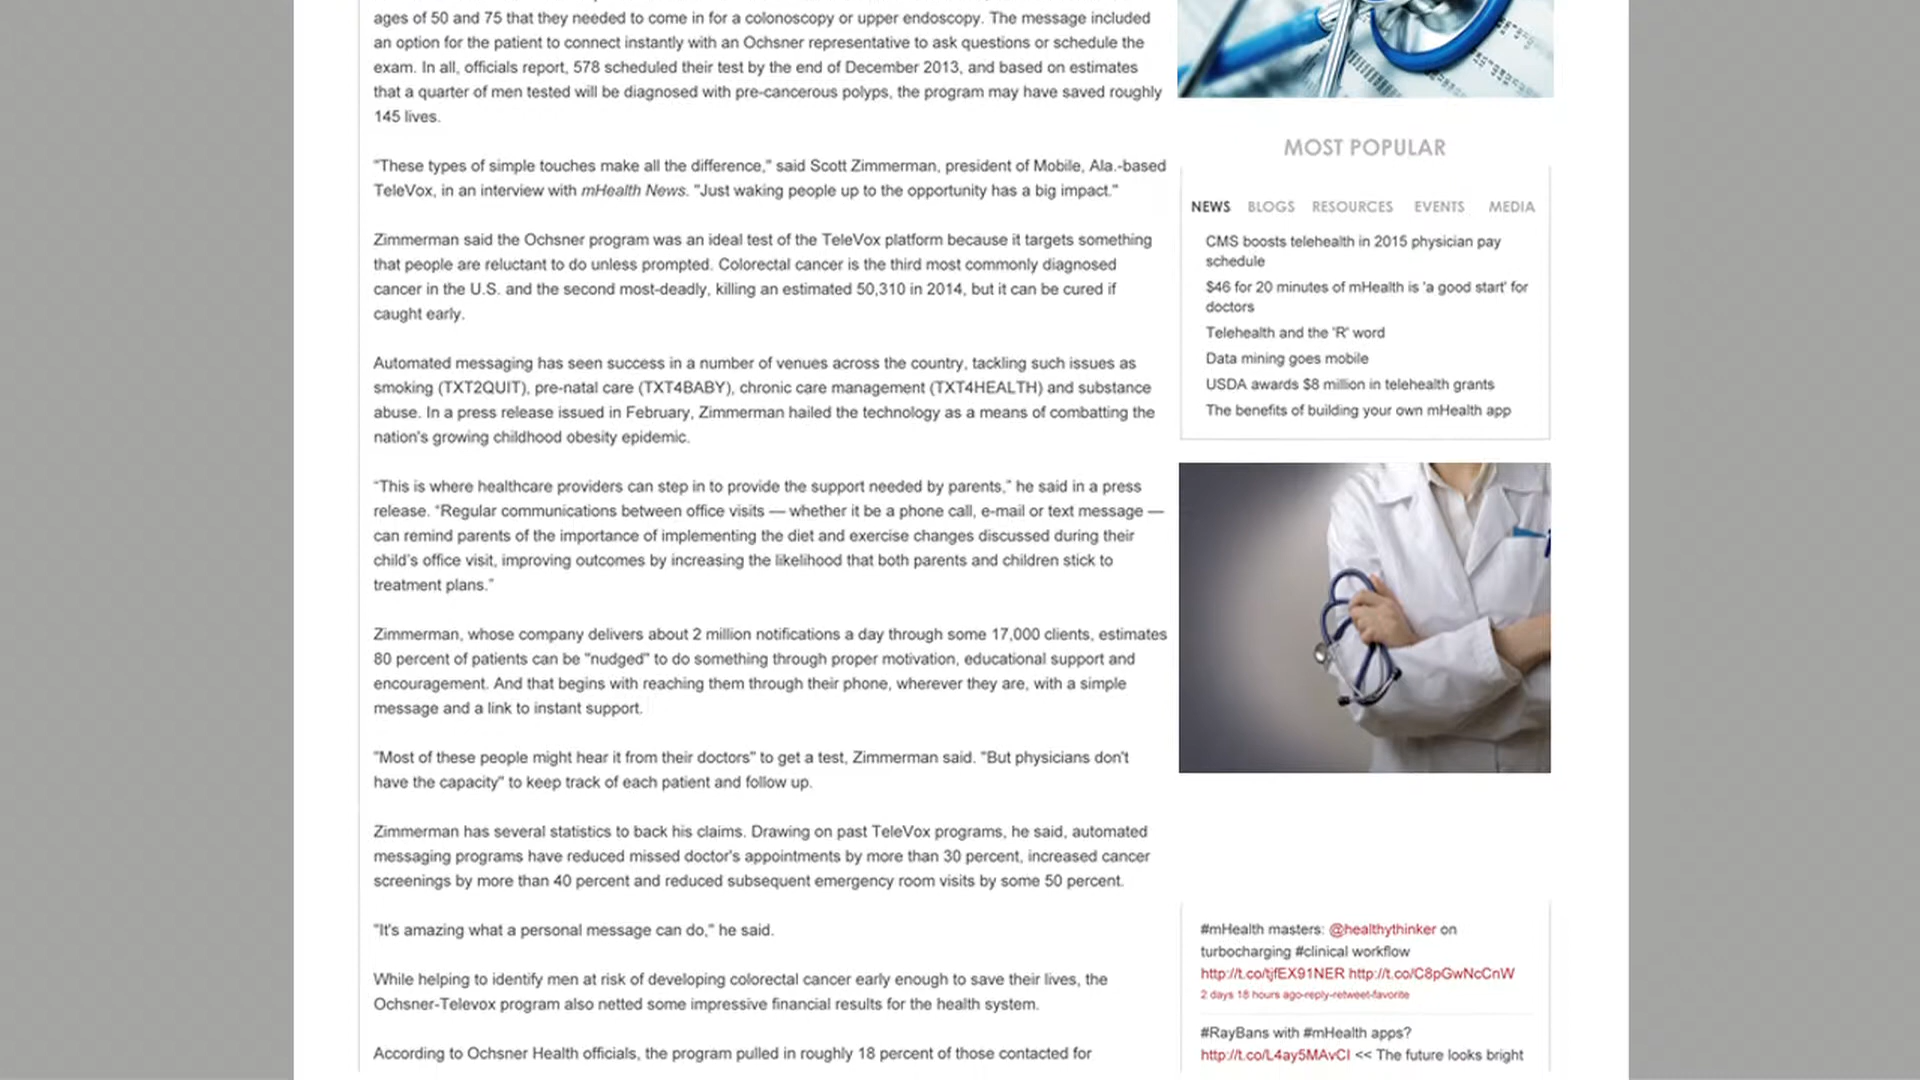 ages of 50 and 75 that they needed to come in for a colonoscopy or upper endoscopy. The message included
an option for the patient to connect instantly with an Ochsner representative to ask questions or schedule the
exam. In all, officials report, 578 scheduled their test by the end of December 2013, and based on estimates
that a quarter of men tested will be diagnosed with pre-cancerous polyps, the program may have saved roughly
145 lives.
"These types of simple touches make all the difference," said Scott Zimmerman, president of Mobile, Ala.-based
TeleVox, in an interview with mHealth News. "Just waking people up to the opportunity has a big impact."
Zimmerman said the Ochsner program was an ideal test of the TeleVox platform because it targets something
that people are reluctant to do unless prompted. Colorectal cancer is the third most commonly diagnosed
cancer in the U.S. and the second most-deadly, killing an estimated 50,310 in 2014, but it can be cured if
caught early.
Automated messaging has seen success in a number of venues across the country, tackling such issues as
smoking (TXT2QUIT), pre-natal care (TXT4BABY), chronic care management (TXT4HEALTH) and substance
abuse. In a press release issued in February, Zimmerman hailed the technology as a means of combatting the
nation's growing childhood obesity epidemic.
“This is where healthcare providers can step in to provide the support needed by parents,” he said in a press
release. “Regular communications between office visits — whether it be a phone call, e-mail or text message —
can remind parents of the importance of implementing the diet and exercise changes discussed during their
child’s office visit, improving outcomes by increasing the likelihood that both parents and children stick to
treatment plans.”
Zimmerman, whose company delivers about 2 million notifications a day through some 17,000 clients, estimates
80 percent of patients can be "nudged" to do something through proper motivation, educational support and
encouragement. And that begins with reaching them through their phone, wherever they are, with a simple
message and a link to instant support.
"Most of these people might hear it from their doctors" to get a test, Zimmerman said. "But physicians don't
have the capacity" to keep track of each patient and follow up.
Zimmerman has several statistics to back his claims. Drawing on past TeleVox programs, he said, automated
messaging programs have reduced missed doctor's appointments by more than 30 percent, increased cancer
screenings by more than 40 percent and reduced subsequent emergency room visits by some 50 percent.
"It's amazing what a personal message can do," he said.
While helping to identify men at risk of developing colorectal cancer early enough to save their lives, the
Ochsner-Televox program also netted some impressive financial results for the health system.
According to Ochsner Health officials, the program pulled in roughly 18 percent of those contacted for
MOST POPULAR
NEWS BLOGS RESOURCES EVENTS MEDIA
CMS boosts telehealth in 2015 physician pay
schedule
$46 for 20 minutes of mHealth is 'a good start' for
doctors
Telehealth and the 'R' word
Data mining goes mobile
USDA awards $8 million in telehealth grants
The benefits of building your own mHealth app
#mHealth masters: @healthythinker on
turbocharging #clinical workflow
http://t.co/tjfEX91NER http://t.co/C8pGwNcCnW
2 days 18 hours ago-reply-retweet-favorite
#RayBans with #mHealth apps?
http://t.co/L4ay5MAvCI << The future looks bright